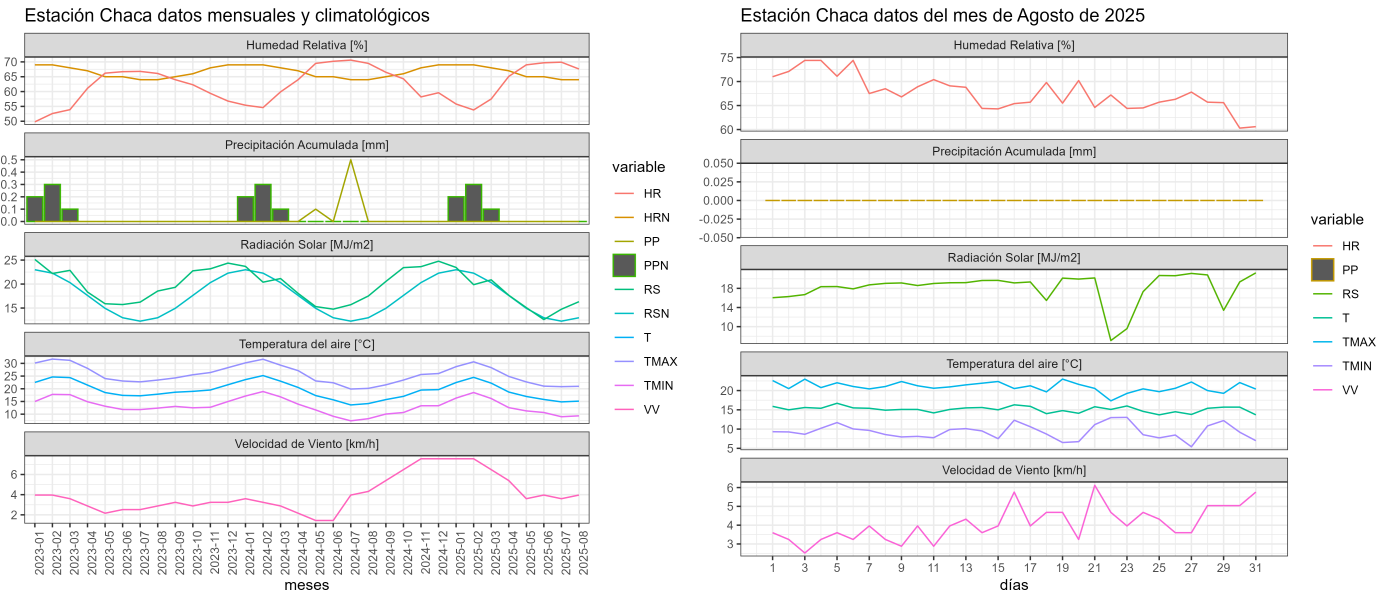 Estación Chaca datos mensuales y climatológicos
Humedad Relativa [%]
70
65
60
55
50
Precipitación Acumulada [mm]
0.5
0.4
0.3
0.2
0.1
0.0
Radiación Solar [MJ/m2]
25
20
15
Temperatura del aire [°C]
30
25
20
15
10
Velocidad de Viento [km/h]
6
4
2
2023-01
2023-02
2023-03
2023-04
2023-05
2023-06
2023-07
2023-08
2023-09
2023-10
2023-11
2023-12
2024-01
2024-02
2024-03
2024-04
2024-05
2024-06
2024-07
2024-08
2024-09
2024-10
2024-11
2024-12
2025-01
2025-02
2025-03
2025-04
2025-05
2025-06
2025-07
2025-08
meses
variable
HR
HRN
PP
PPN
RS
RSN
T
TMAX
TMIN
VV
Estación Chaca datos del mes de Agosto de 2025
Humedad Relativa [%]
75
70
65
60
Precipitación Acumulada [mm]
0.050
0.025
0.000
-0.025
-0.050
Radiación Solar [MJ/m2]
18
14
10
Temperatura del aire [°C]
20
15
10
5
Velocidad de Viento [km/h]
6
5
4
3
1 3 5 7 9 11 13 15 17 19 21 23 25 27 29 31
días
variable
HR
PP
RS
T
TMAX
TMIN
VV